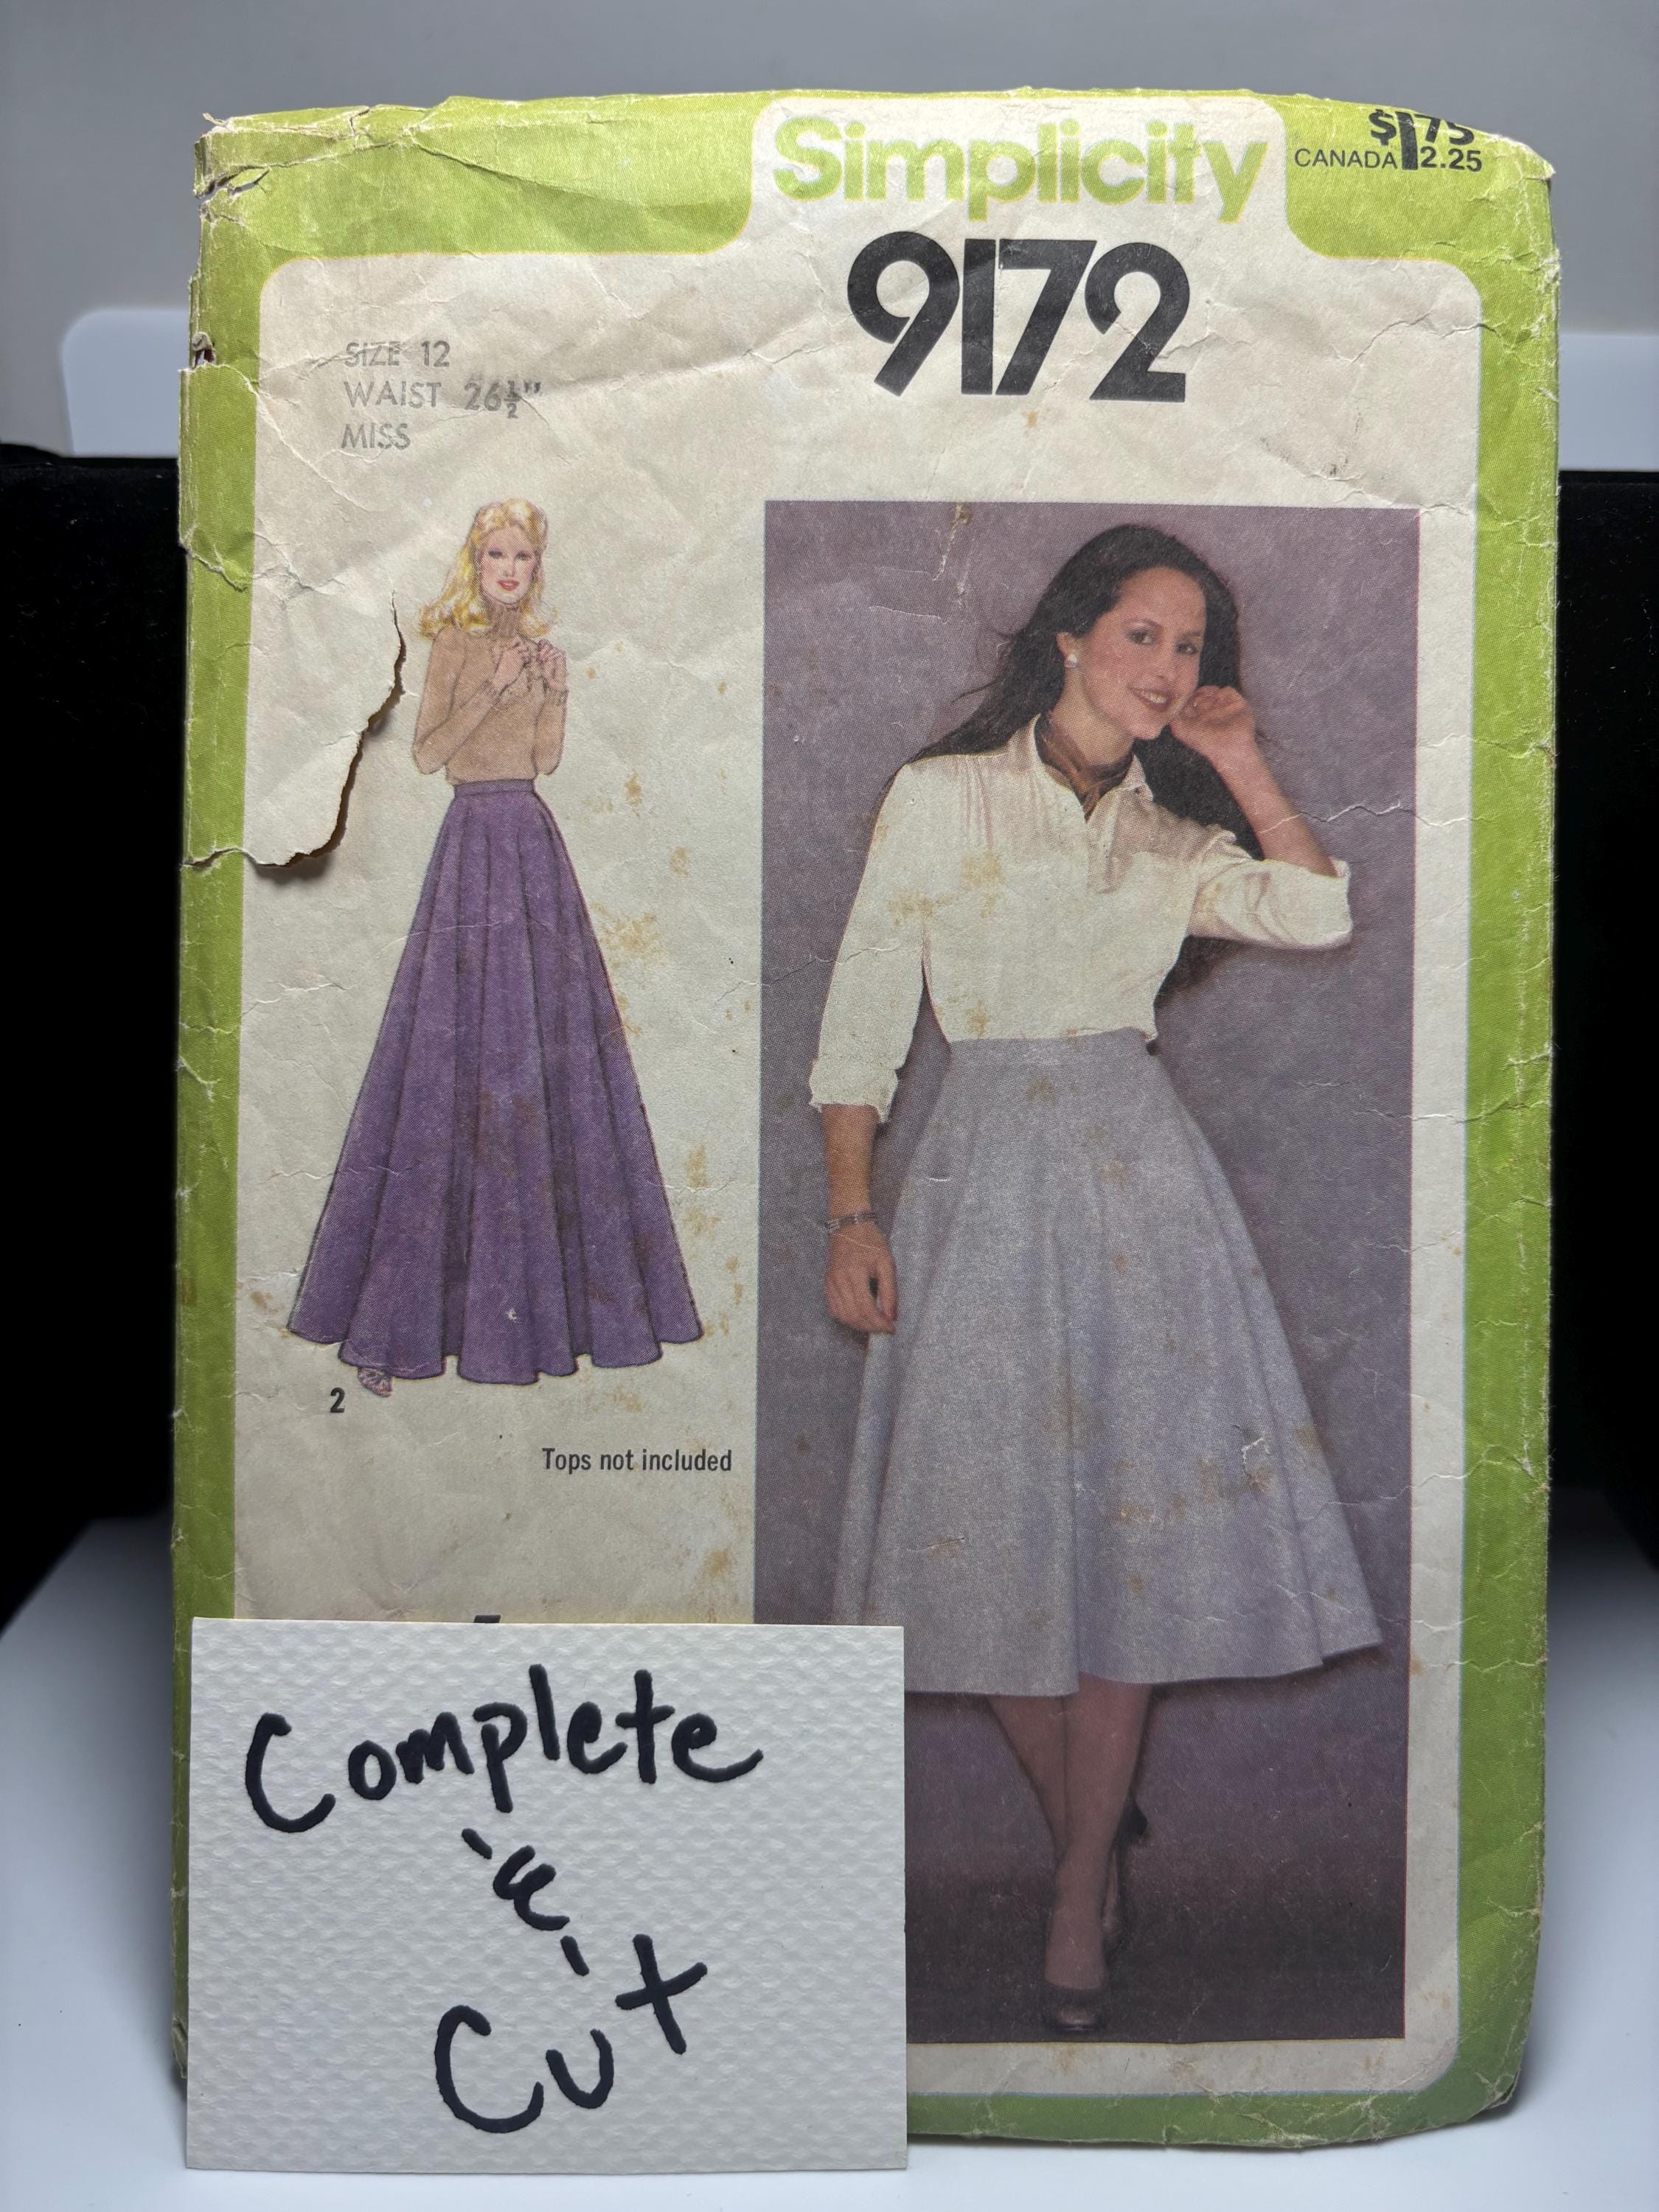 Simplicity
$1.75
CANADA 2.25
9172
SIZE 12
WAIST 26½"
MISS
2
Tops not included
Complete
&
Cut